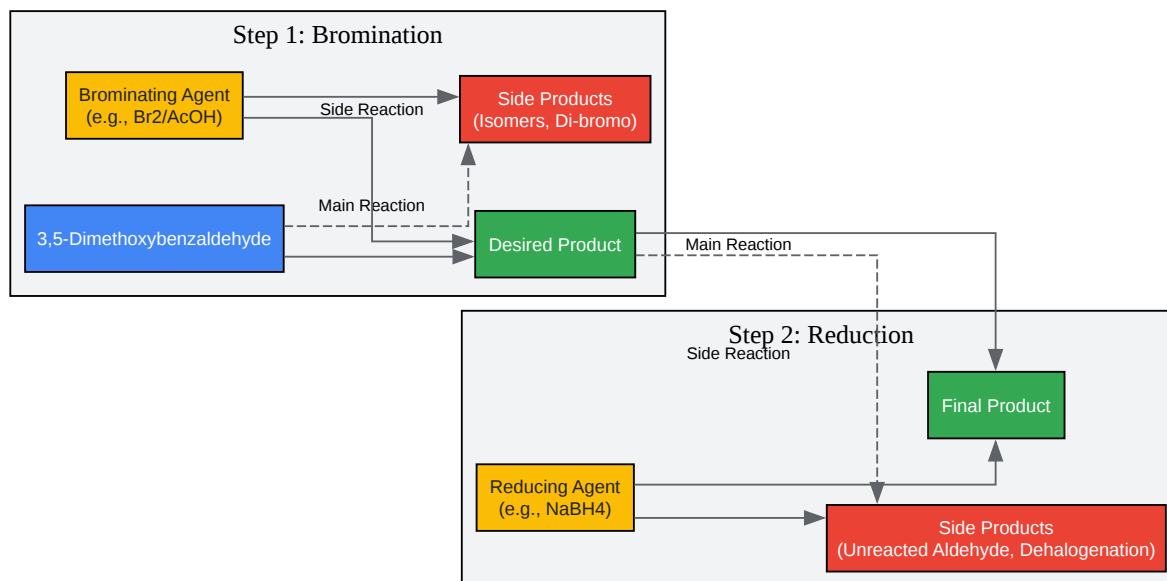 Step 1: Bromination
Brominating Agent
(e.g., Br2/AcOH)
Side Products
(Isomers, Di-bromo)
Side Reaction
Main Reaction
3,5-Dimethoxybenzaldehyde
Desired Product
Main Reaction
Step 2: Reduction
Side Reaction
Final Product
Reducing Agent
(e.g., NaBH4)
Side Products
(Unreacted Aldehyde, Dehalogenation)